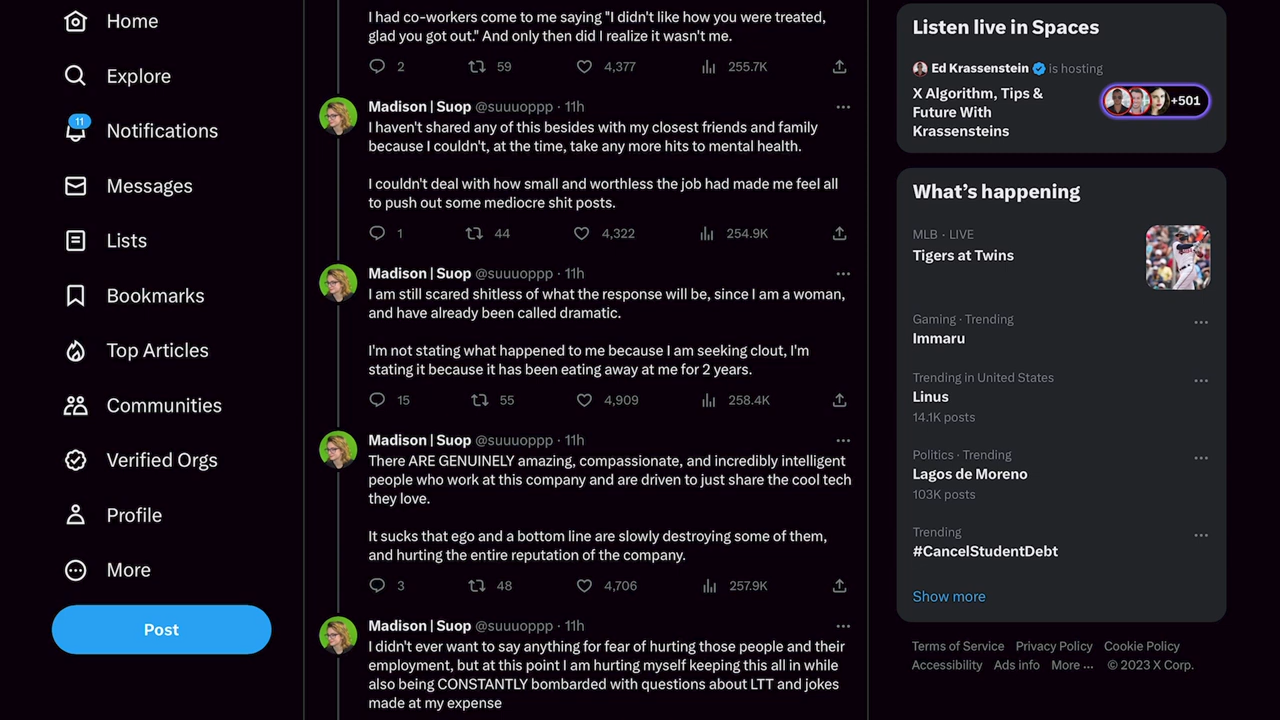 Home
Explore
11
Notifications
Messages
Lists
Bookmarks
Top Articles
Communities
Verified Orgs
Profile
More
Post
I had co-workers come to me saying "I didn't like how you were treated,
glad you got out." And only then did I realize it wasn't me.
2 59 4,377 255.7K
Madison | Suop @suuuoppp · 11h
I haven't shared any of this besides with my closest friends and family
because I couldn't, at the time, take any more hits to mental health.
I couldn't deal with how small and worthless the job had made me feel all
to push out some mediocre shit posts.
1 44 4,322 254.9K
Madison | Suop @suuuoppp · 11h
I am still scared shitless of what the response will be, since I am a woman,
and have already been called dramatic.
I'm not stating what happened to me because I am seeking clout, I'm
stating it because it has been eating away at me for 2 years.
15 55 4,909 258.4K
Madison | Suop @suuuoppp · 11h
There ARE GENUINELY amazing, compassionate, and incredibly intelligent
people who work at this company and are driven to just share the cool tech
they love.
It sucks that ego and a bottom line are slowly destroying some of them,
and hurting the entire reputation of the company.
3 48 4,706 257.9K
Madison | Suop @suuuoppp · 11h
I didn't ever want to say anything for fear of hurting those people and their
employment, but at this point I am hurting myself keeping this all in while
also being CONSTANTLY bombarded with questions about LTT and jokes
made at my expense
Listen live in Spaces
Ed Krassenstein is hosting
X Algorithm, Tips &
Future With
Krassensteins
+501
What's happening
MLB · LIVE
Tigers at Twins
Gaming · Trending
Immaru
Trending in United States
Linus
14.1K posts
Politics · Trending
Lagos de Moreno
103K posts
Trending
#CancelStudentDebt
Show more
Terms of Service Privacy Policy Cookie Policy
Accessibility Ads info More ··· © 2023 X Corp.